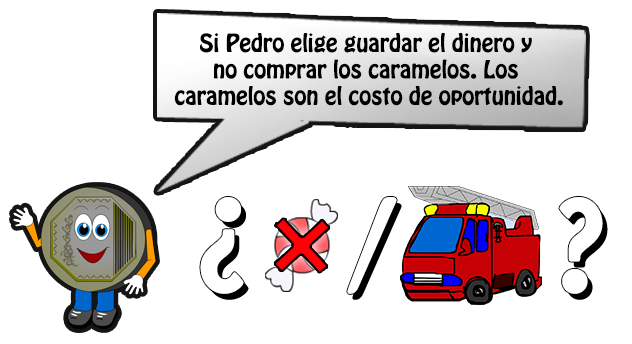 Si Pedro elige guardar el dinero y
no comprar los caramelos. Los
caramelos son el costo de oportunidad.
¿ / ?